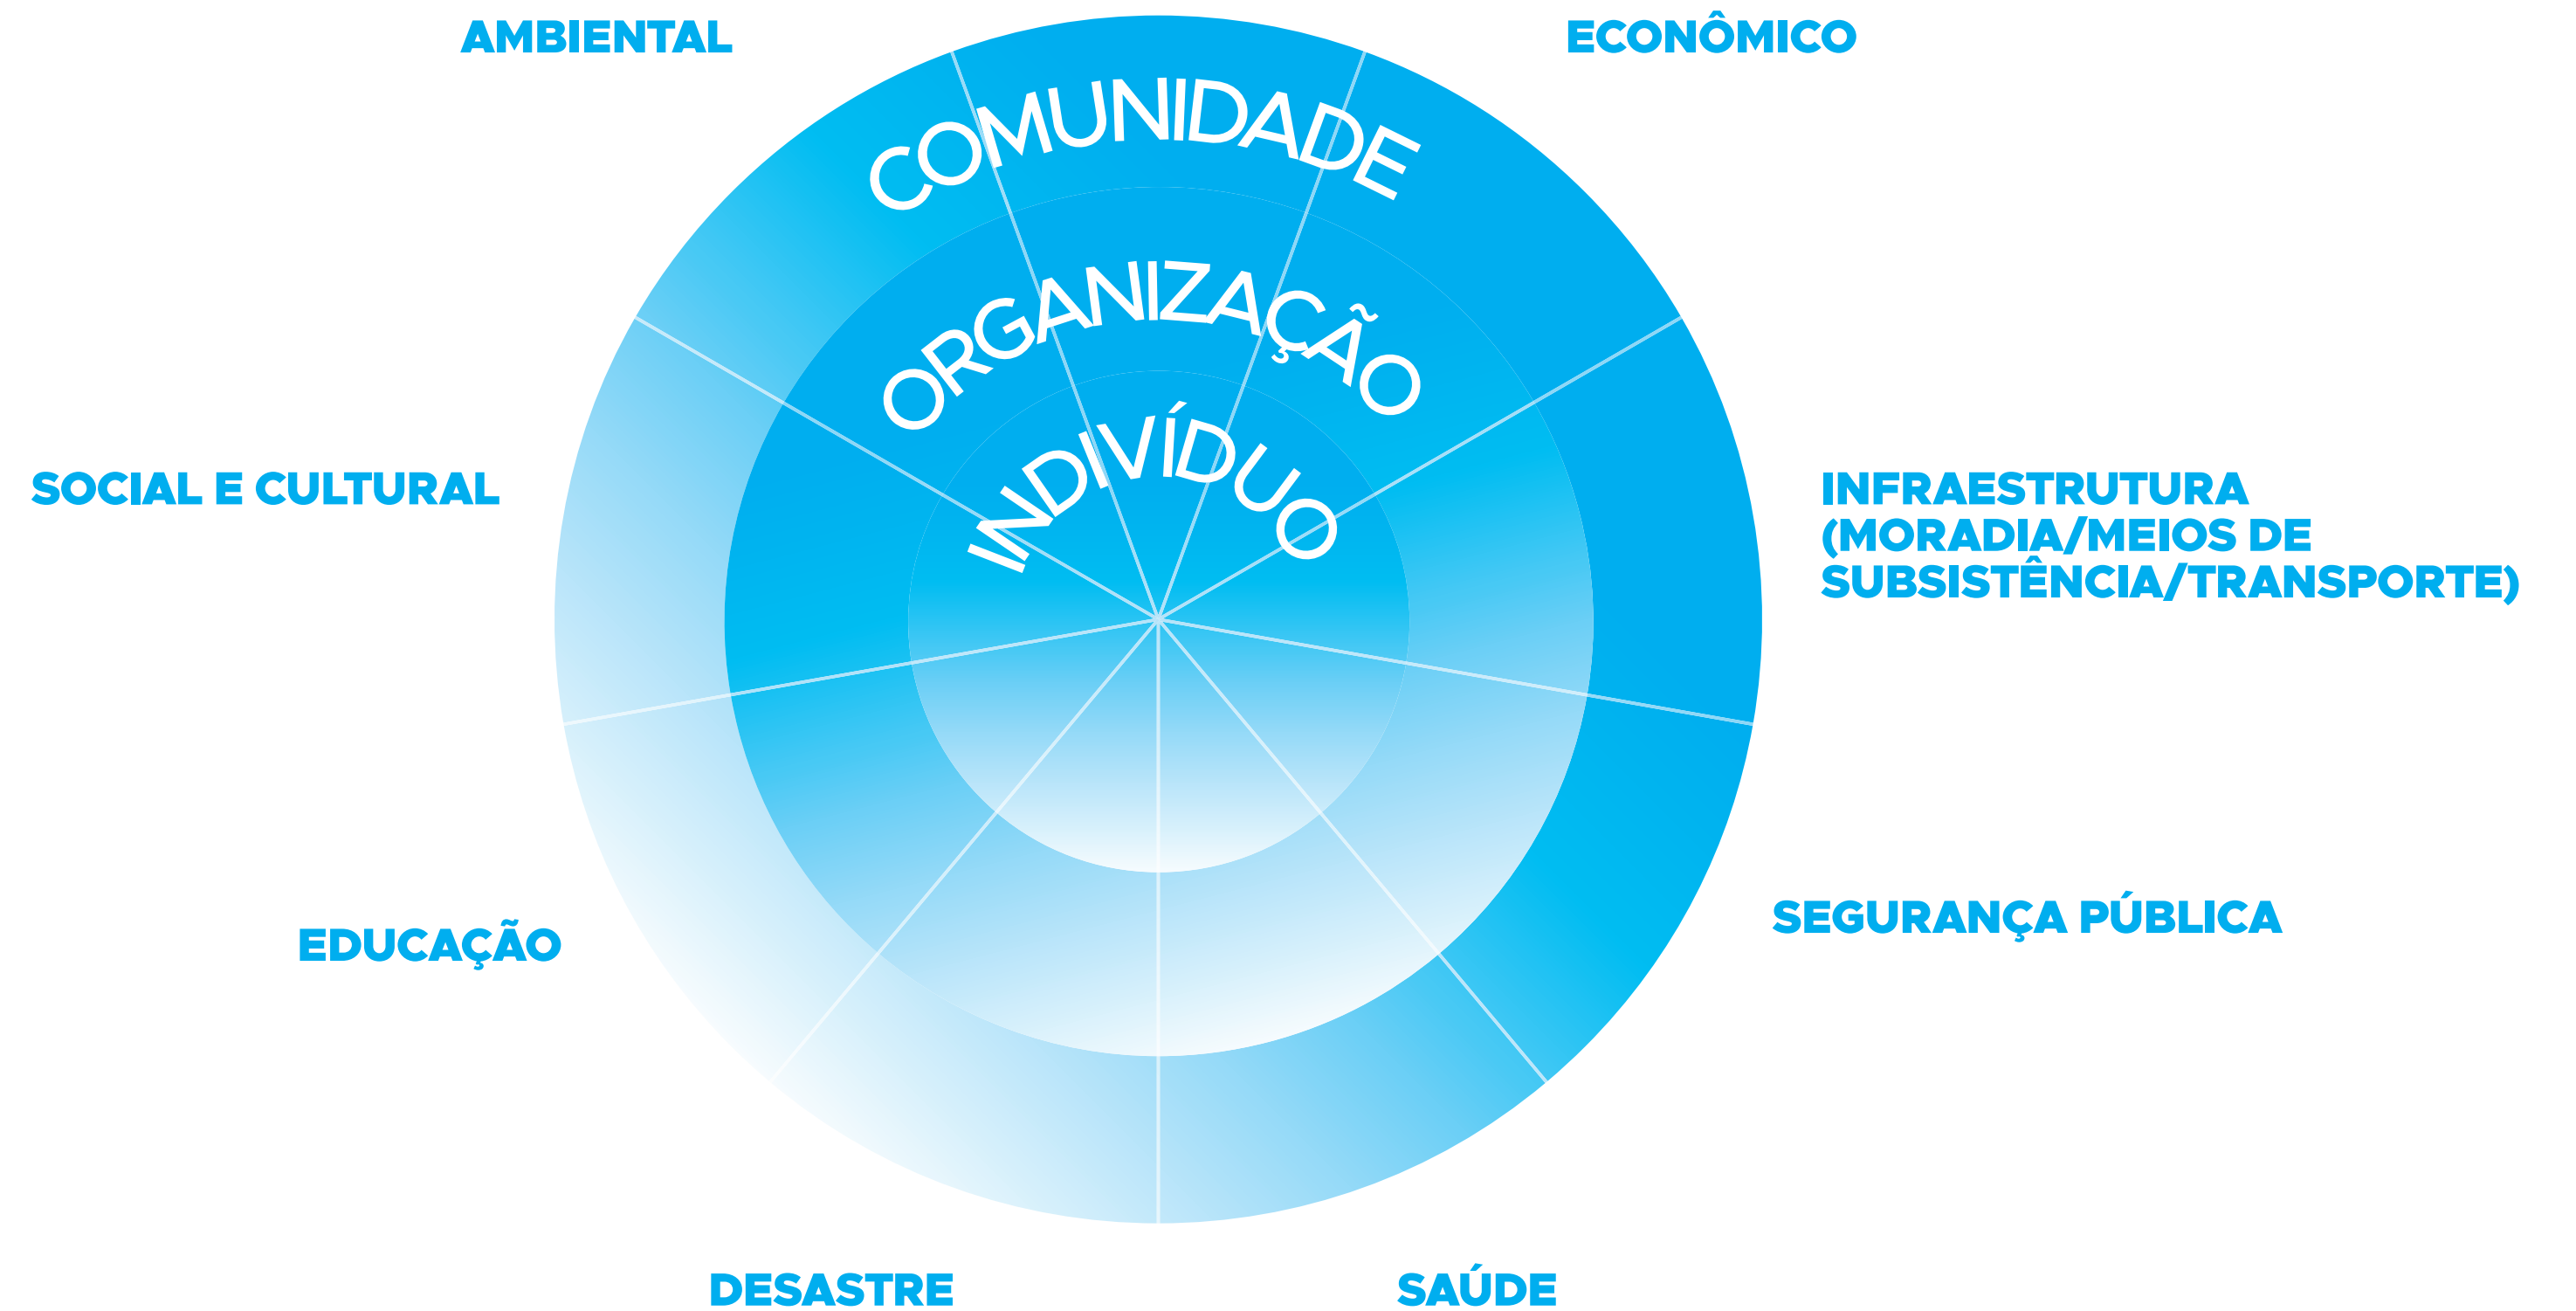 AMBIENTAL
ECONÔMICO
COMUNIDADE
ORGANIZAÇÃO
INDIVÍDUO
SOCIAL E CULTURAL
INFRAESTRUTURA
(MORADIA/MEIOS DE
SUBSISTÊNCIA/TRANSPORTE)
EDUCAÇÃO
SEGURANÇA PÚBLICA
DESASTRE
SAÚDE